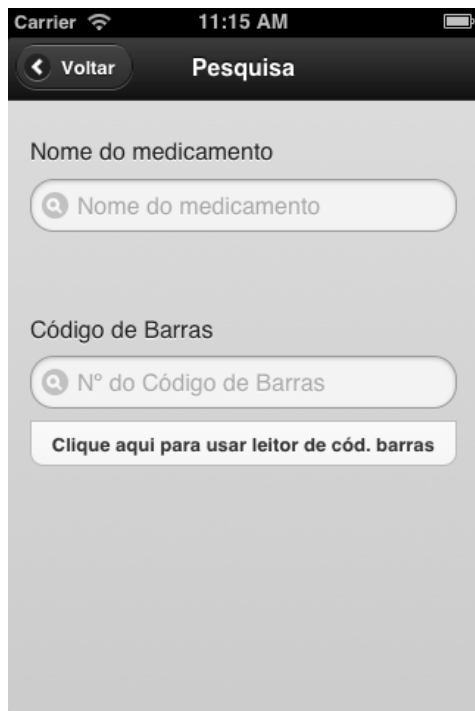 Carrier 11:15 AM
Voltar Pesquisa
Nome do medicamento
Nome do medicamento
Código de Barras
Nº do Código de Barras
Clique aqui para usar leitor de cód. barras